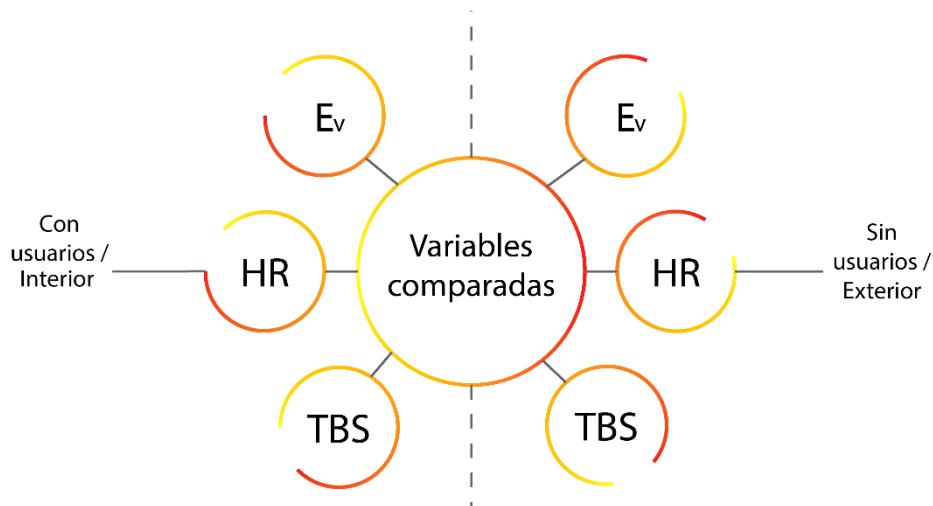 Ev
Ev
Con
usuarios /
Interior
HR
Variables
comparadas
HR
Sin
usuarios /
Exterior
TBS
TBS